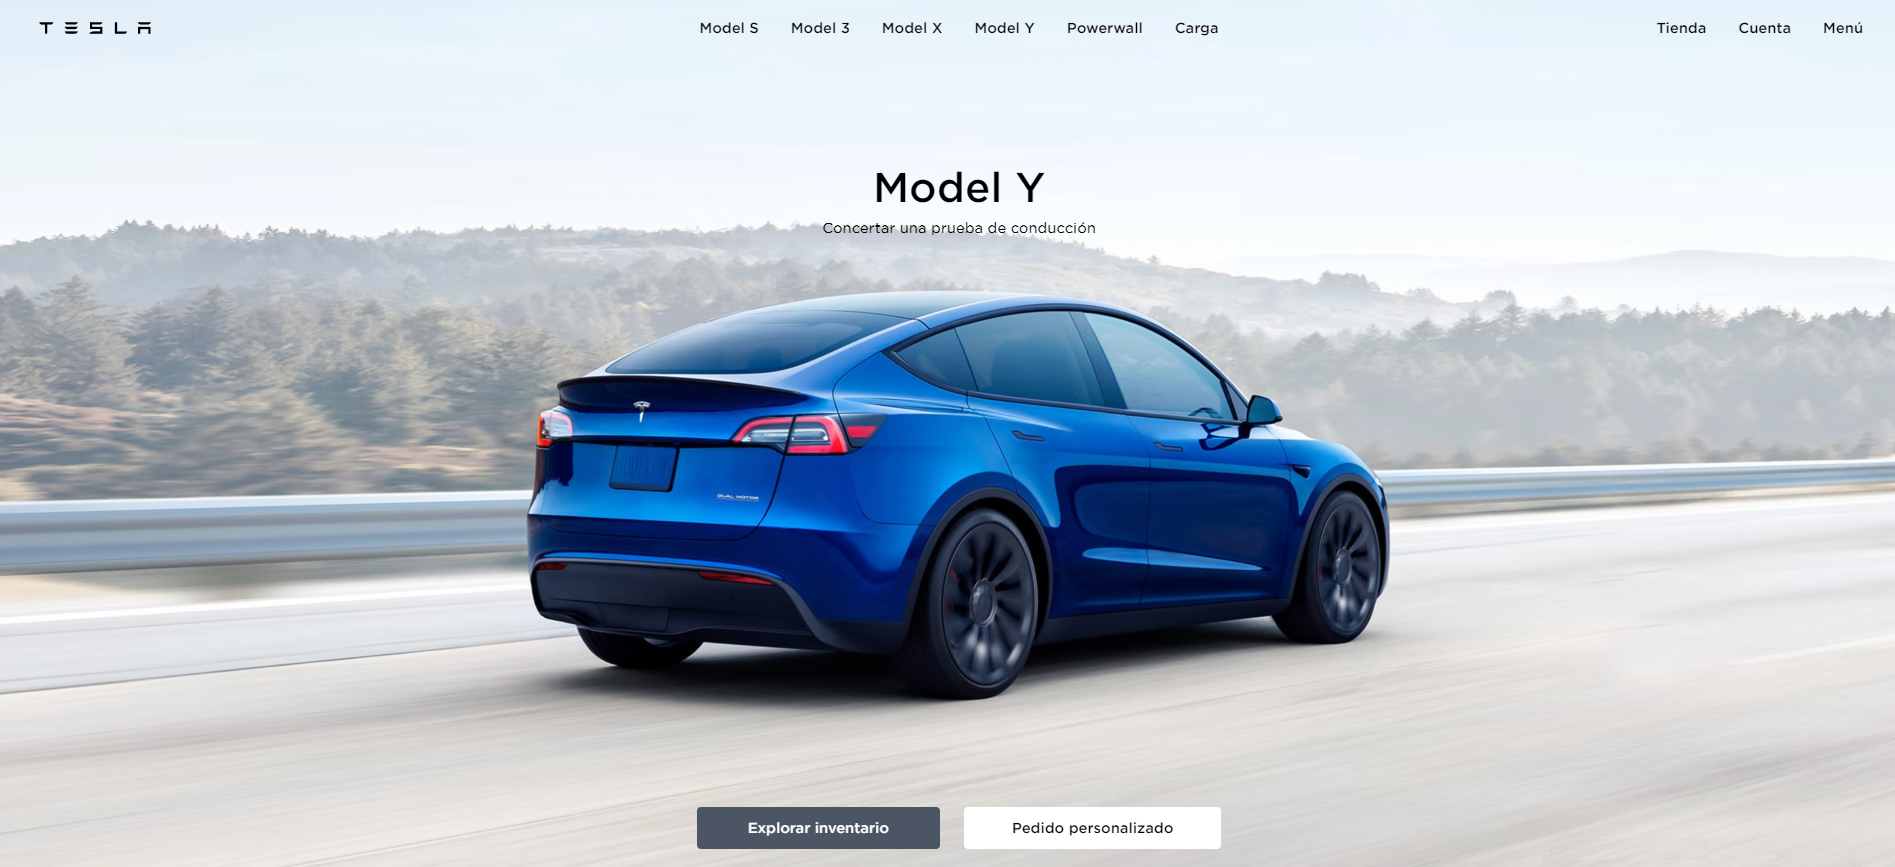 TESLA
Model S Model 3 Model X Model Y Powerwall Carga
Tienda Cuenta Menú
Model Y
Concertar una prueba de conducción
DUAL MOTOR
Explorar inventario
Pedido personalizado